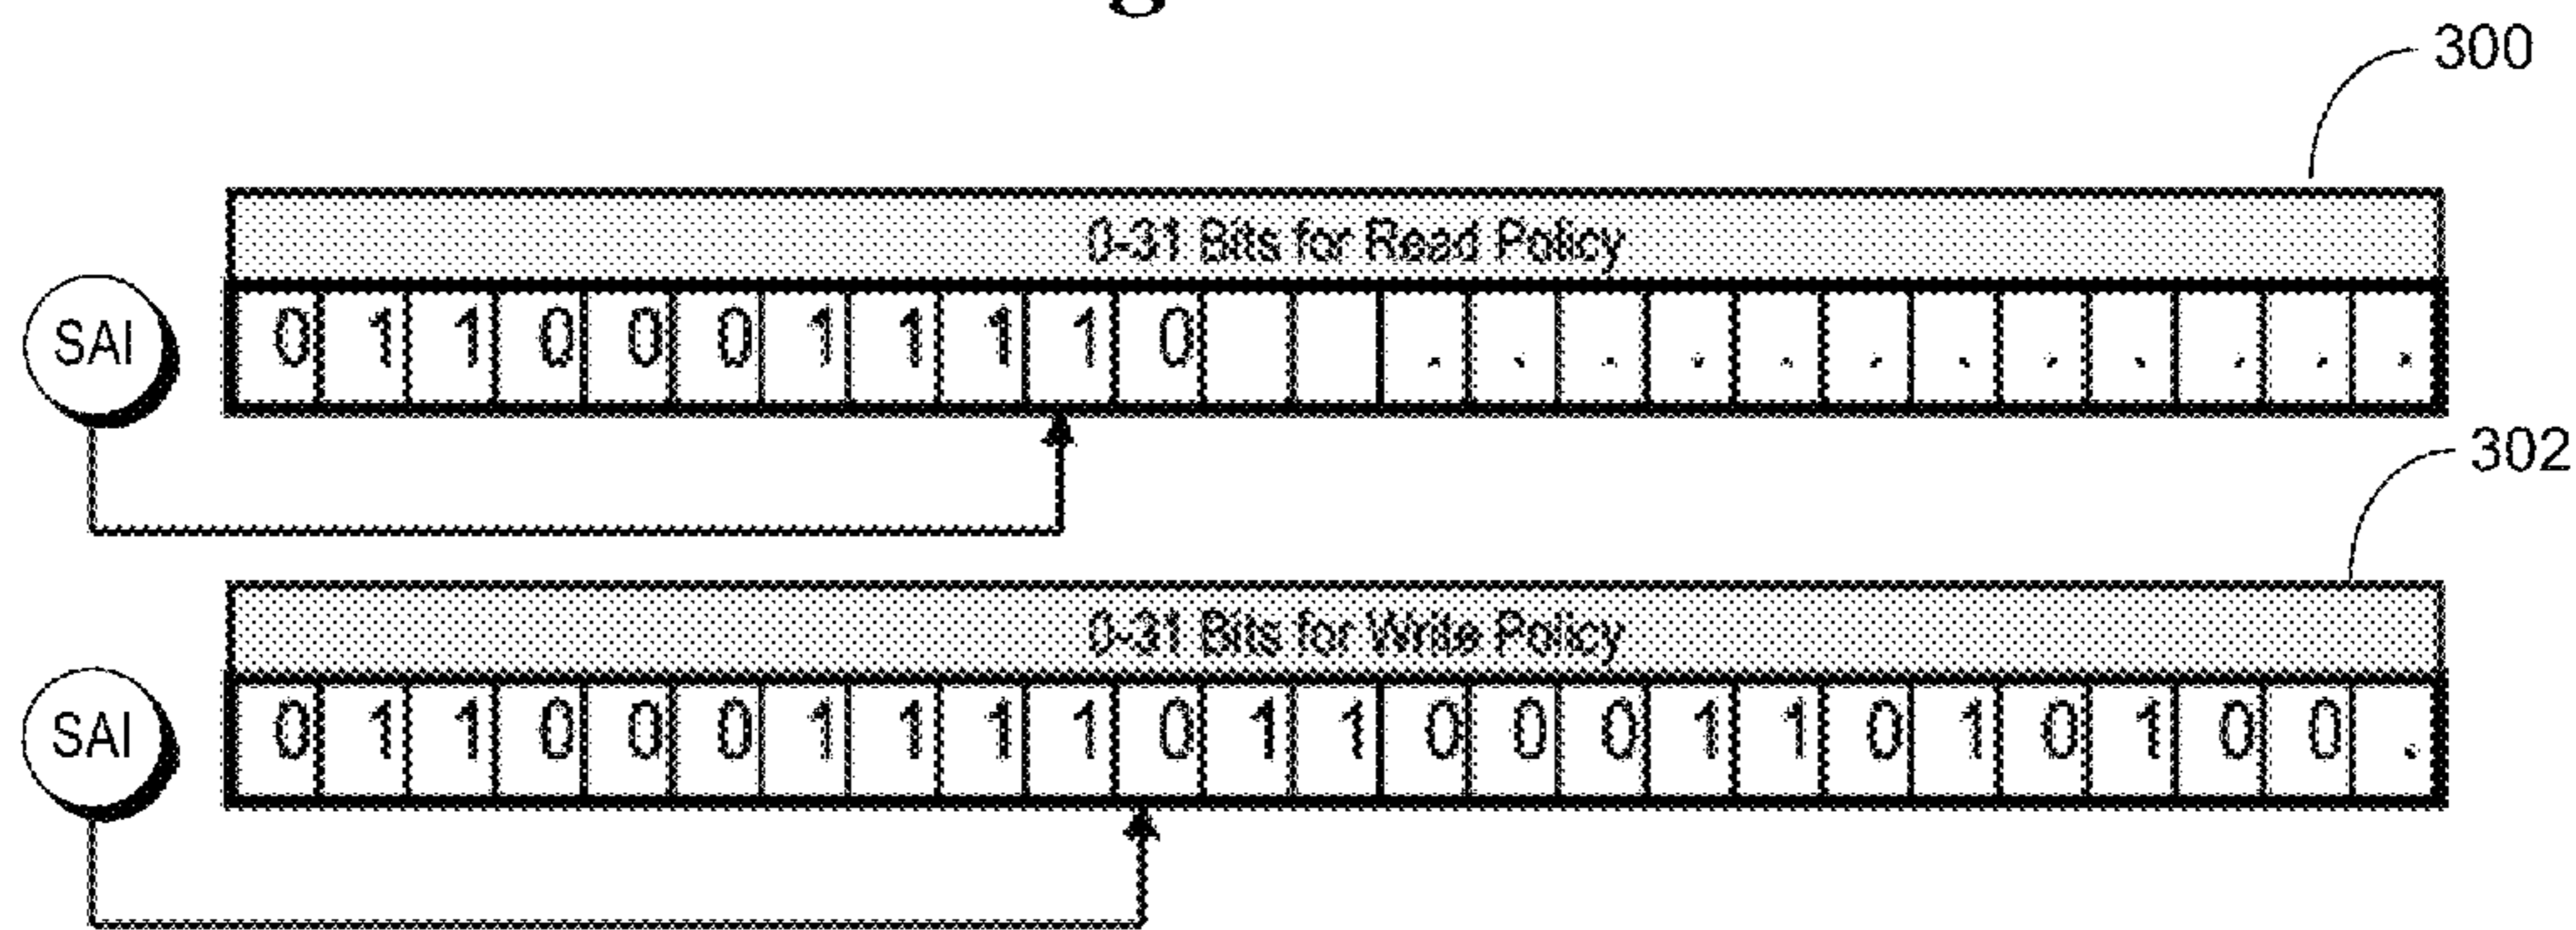 300
0-31 Bits for Read Policy
SAI 0 1 1 0 0 0 1 1 1 1 0 . . . . . . . . . . . .
302
0-31 Bits for Write Policy
SAI 0 1 1 0 0 0 1 1 1 1 0 1 1 0 0 0 1 1 0 1 0 1 0 0 .